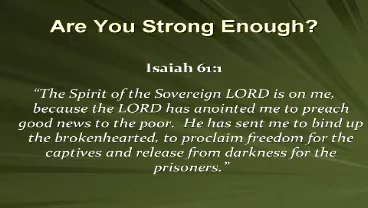 Are You Strong Enough?
Isaiah 61:1
“The Spirit of the Sovereign LORD is on me,
because the LORD has anointed me to preach
good news to the poor. He has sent me to bind up
the brokenhearted, to proclaim freedom for the
captives and release from darkness for the
prisoners.”